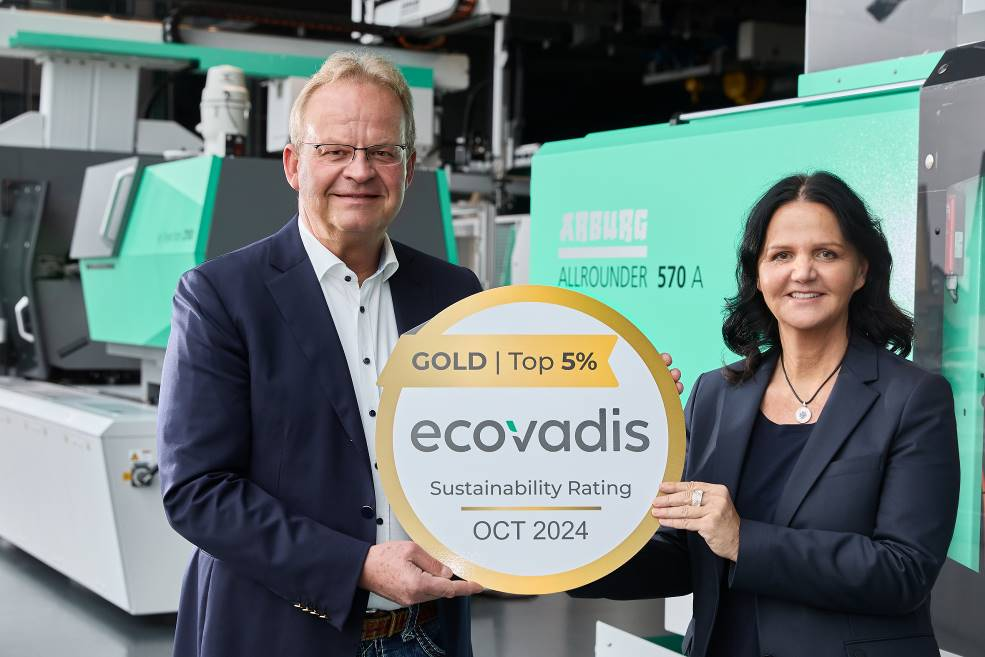 ARBURG
ALLROUNDER 570 A
GOLD | Top 5%
ecovadis
Sustainability Rating
OCT 2024